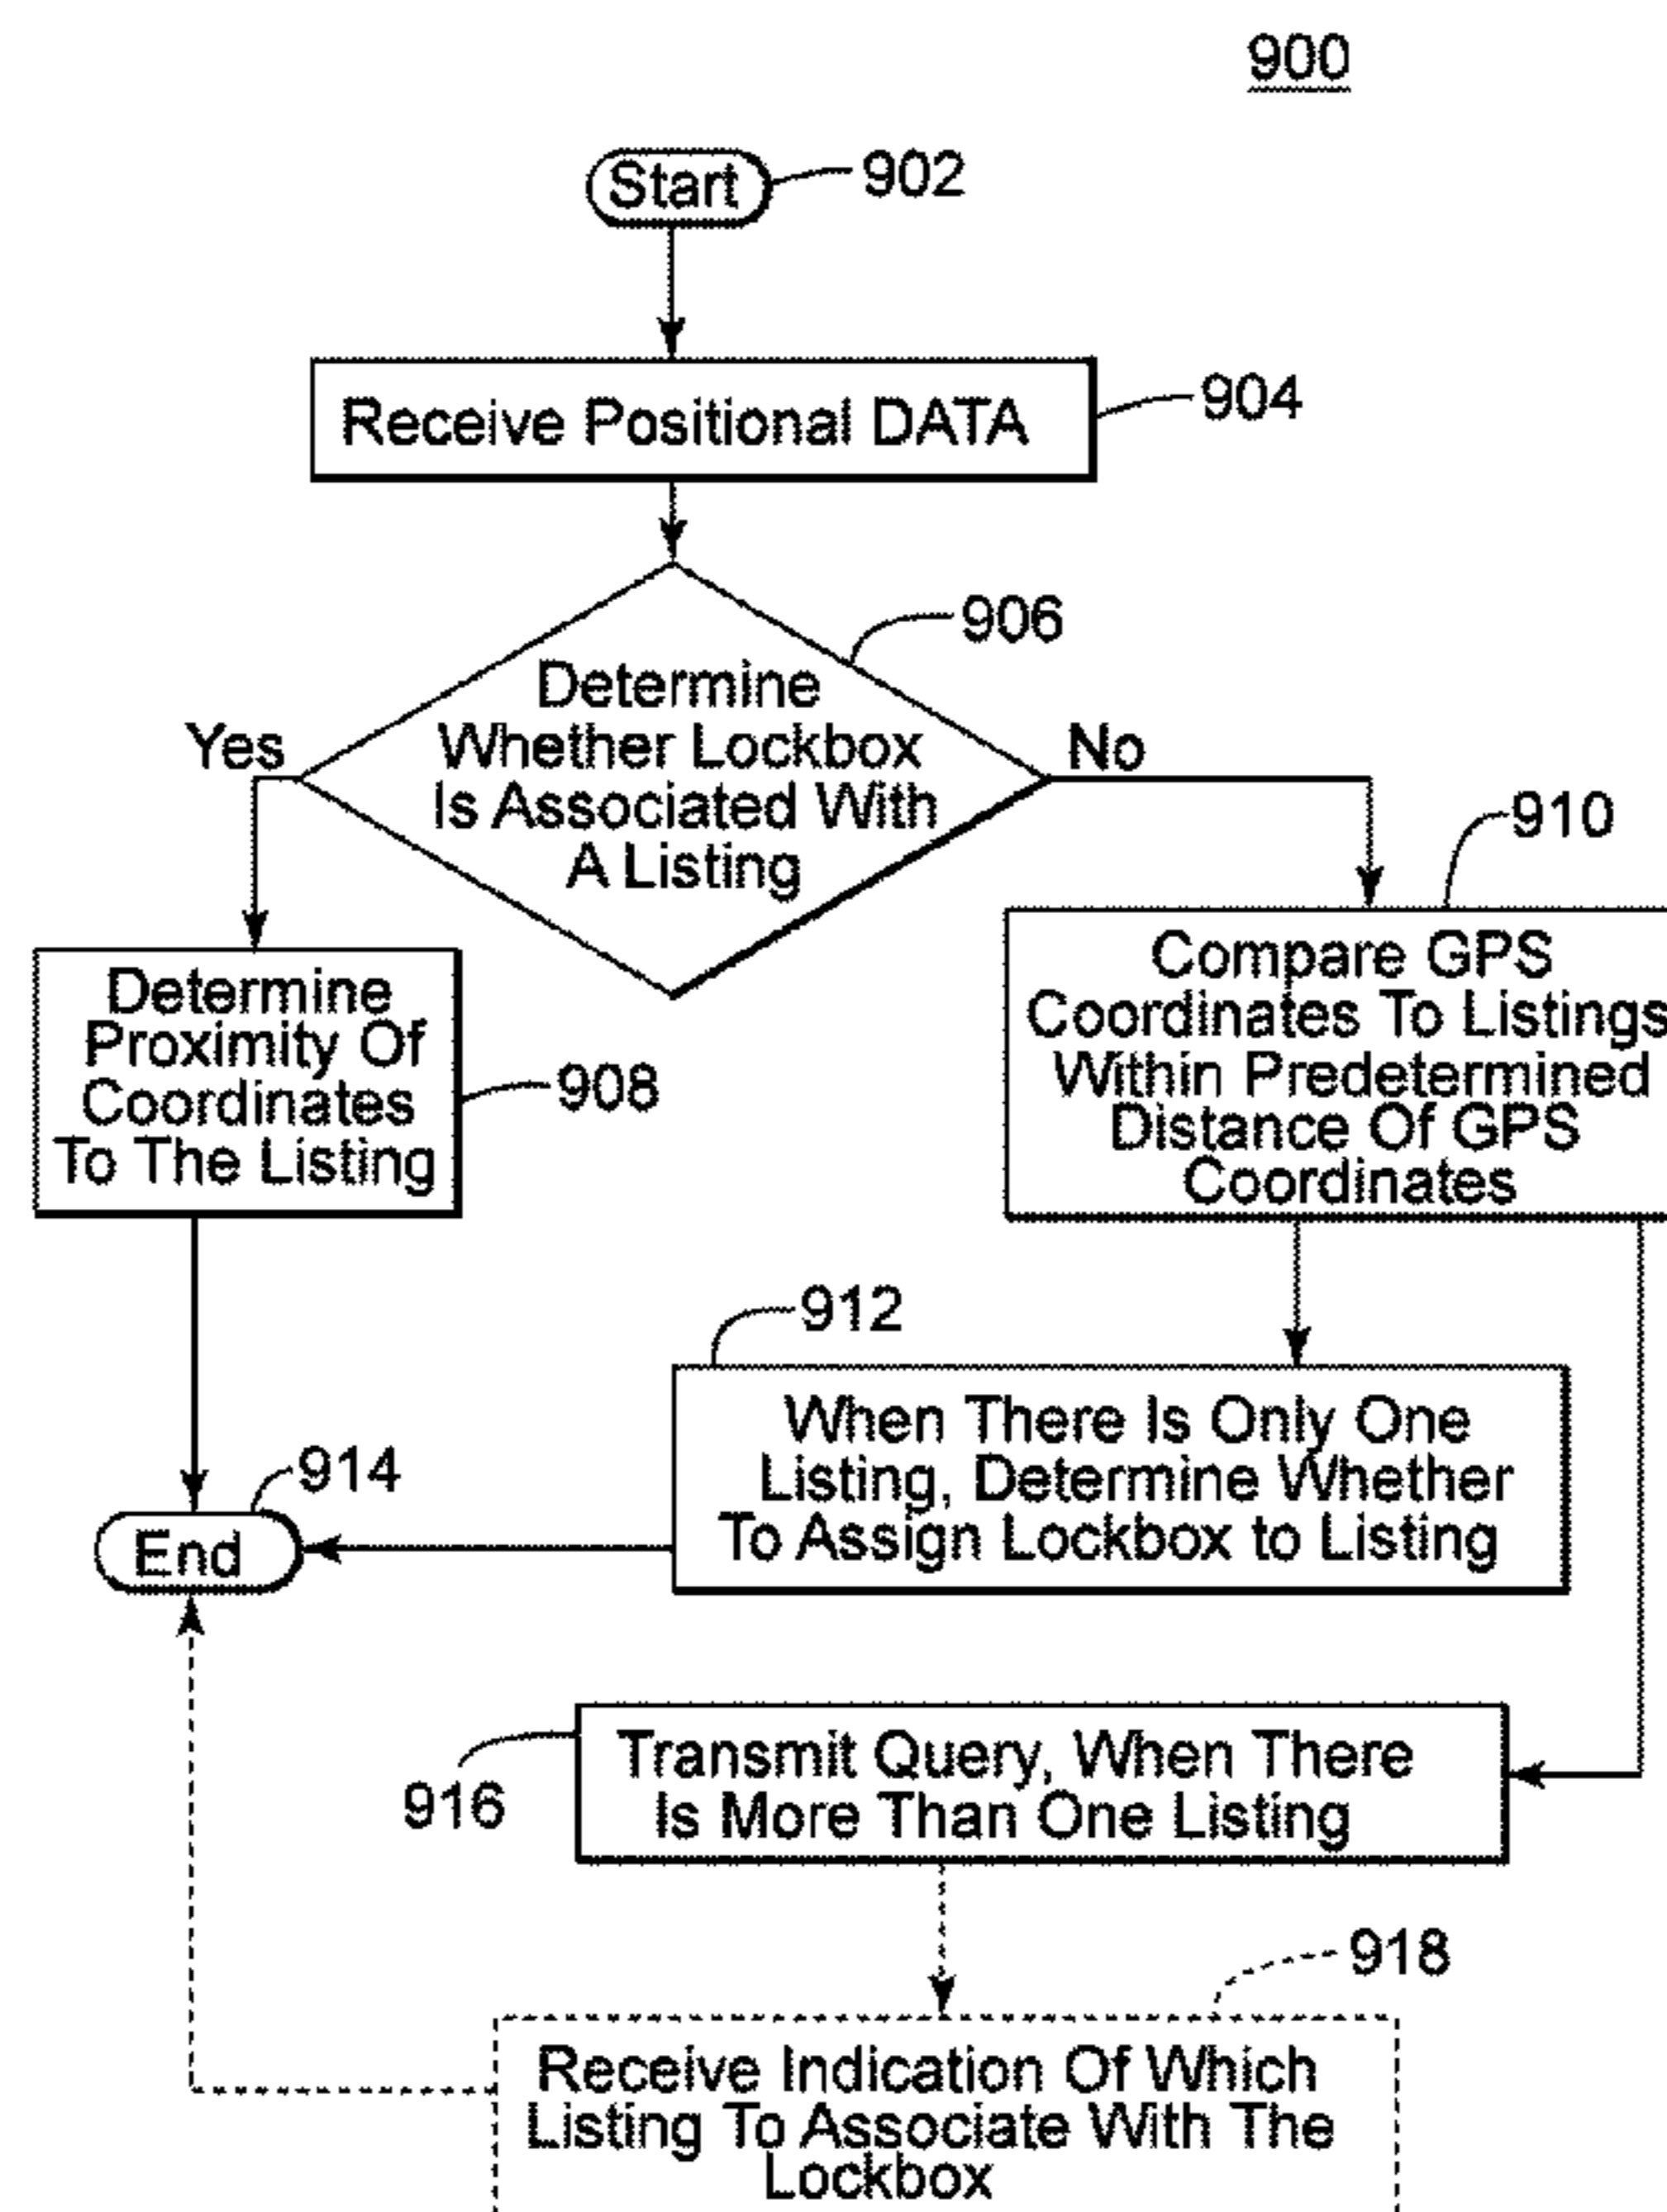 900
Start
902
Receive Positional DATA
904
906
Determine
Whether Lockbox
Is Associated With
A Listing
Yes
No
910
Determine
Proximity Of
Coordinates
To The Listing
908
Compare GPS
Coordinates To Listings
Within Predetermined
Distance Of GPS
Coordinates
912
When There Is Only One
Listing, Determine Whether
To Assign Lockbox to Listing
914
End
Transmit Query, When There
Is More Than One Listing
916
918
Receive Indication Of Which
Listing To Associate With The
Lockbox